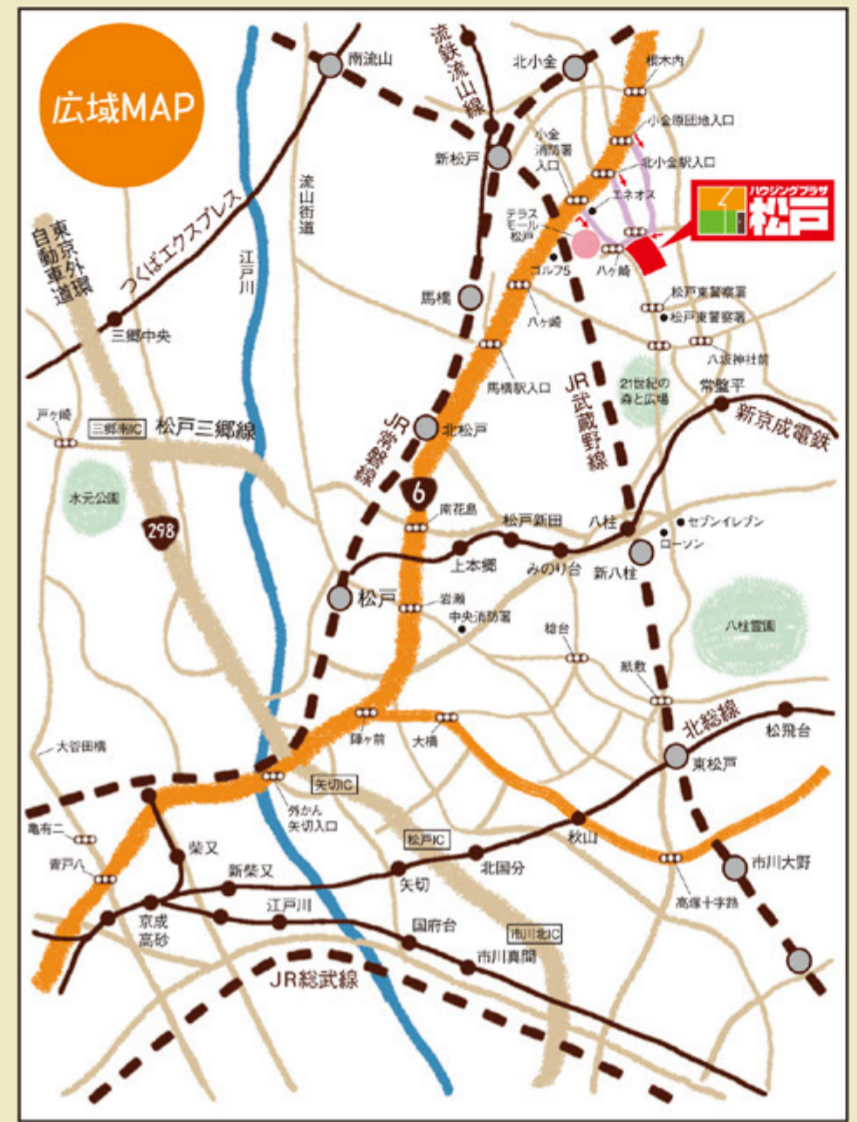 広域MAP
南流山
流鉄流山線
北小金
根木内
小金原団地入口
小金
消防署
入口
北小金駅入口
新松戸
エネオス
ハウジングプラザ
松戸
テラス
モール
松戸
ゴルフ5
八ヶ崎
流山街道
つくばエクスプレス
東京外環
自動車道
江戸川
三郷中央
馬橋
八ヶ崎
松戸東警察署
松戸東警察署
八坂神社前
馬橋駅入口
JR武蔵野線
21世紀の
森と広場
常盤平
新京成電鉄
戸ヶ崎
三郷南IC
松戸三郷線
JR常磐線
北松戸
水元公園
298
6
南花島
松戸新田
八柱
セブンイレブン
ローソン
上本郷
みのり台
新八柱
松戸
岩瀬
中央消防署
稔台
八柱霊園
紙敷
北総線
松飛台
陣ヶ前
大橋
東松戸
大谷田橋
矢切IC
外かん
矢切入口
亀有二
青戸八
柴又
新柴又
松戸IC
矢切
北国分
秋山
市川大野
高塚十字路
京成
高砂
江戸川
国府台
市川真間
市川北IC
JR総武線